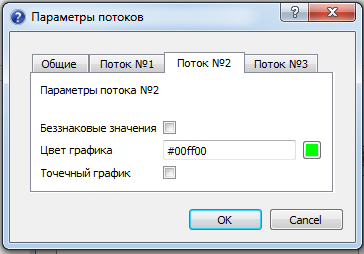 Параметры потоков
Общие Поток №1 Поток №2 Поток №3
Параметры потока №2
Беззнаковые значения
Цвет графика #00ff00
Точечный график
OK Cancel